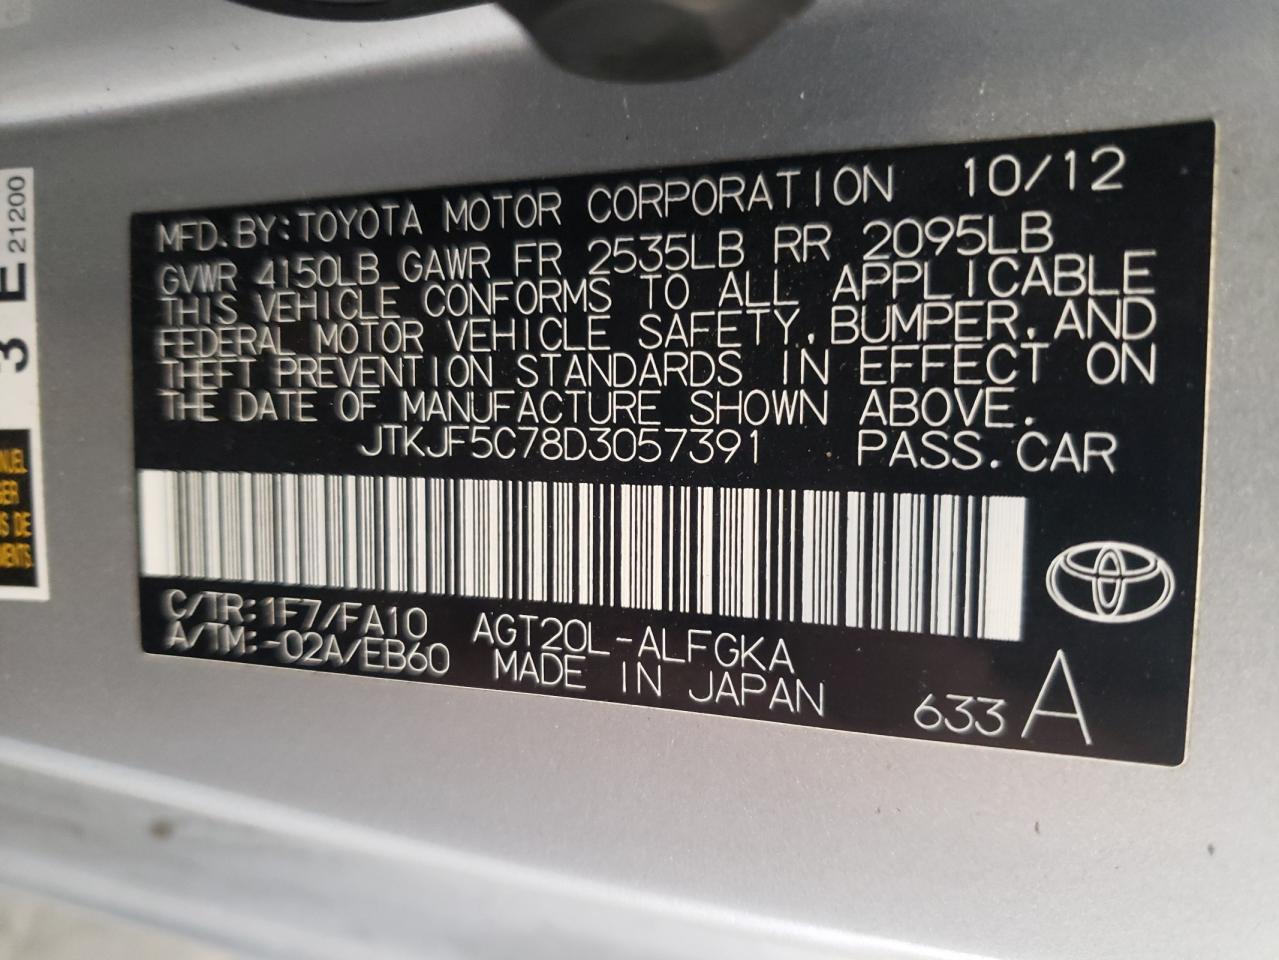 MFD. BY: TOYOTA MOTOR CORPORATION 10/12
GVWR 4150LB GAWR FR 2535LB RR 2095LB
THIS VEHICLE CONFORMS TO ALL APPLICABLE
FEDERAL MOTOR VEHICLE SAFETY, BUMPER, AND
THEFT PREVENTION STANDARDS IN EFFECT ON
THE DATE OF MANUFACTURE SHOWN ABOVE.
JTKJF5C78D3057391 PASS. CAR
C/TR: 1F7/FA10 AGT20L-ALFGKA
A/TM: -02A/EB60 MADE IN JAPAN
633 A
3 E 21200